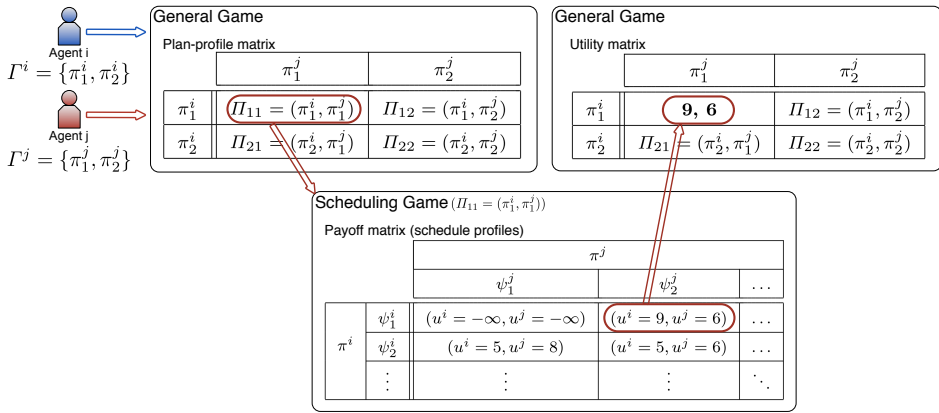 Agent i
Γ^i = {π_1^i, π_2^i}
Agent j
Γ^j = {π_1^j, π_2^j}
General Game
Plan-profile matrix
π_1^j π_2^j
π_1^i Π_11 = (π_1^i, π_1^j) Π_12 = (π_1^i, π_2^j)
π_2^i Π_21 = (π_2^i, π_1^j) Π_22 = (π_2^i, π_2^j)
General Game
Utility matrix
π_1^j π_2^j
π_1^i 9, 6 Π_12 = (π_1^i, π_2^j)
π_2^i Π_21 = (π_2^i, π_1^j) Π_22 = (π_2^i, π_2^j)
Scheduling Game (Π_11 = (π_1^i, π_1^j))
Payoff matrix (schedule profiles)
π^j
ψ_1^j ψ_2^j …
ψ_1^i (u^i = −∞, u^j = −∞) (u^i = 9, u^j = 6) …
π^i ψ_2^i (u^i = 5, u^j = 8) (u^i = 5, u^j = 6) …
⋮ ⋮ ⋮ ⋱